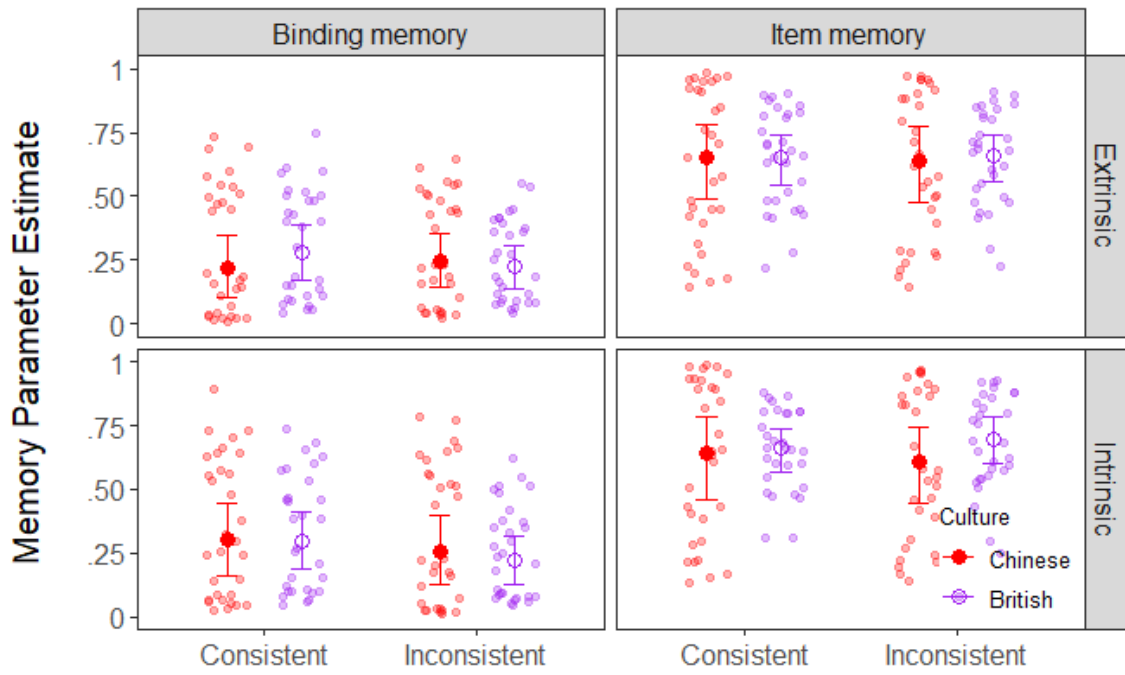 Binding memory
Item memory
Memory Parameter Estimate
1
.75
.50
.25
0
Extrinsic
1
.75
.50
.25
0
Intrinsic
Culture
Chinese
British
Consistent
Inconsistent
Consistent
Inconsistent